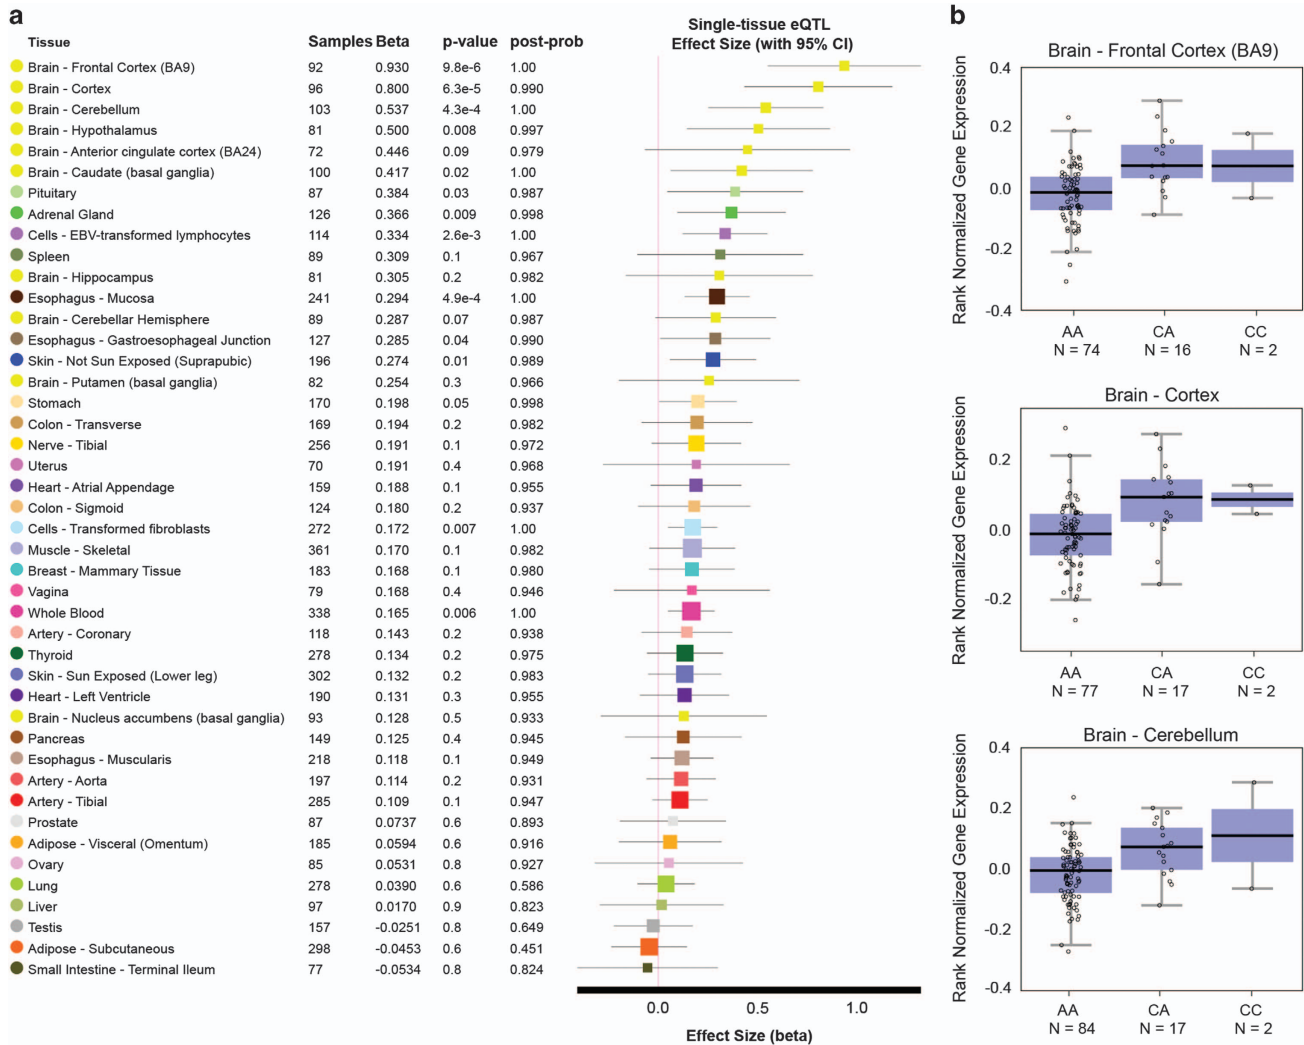 a
Single-tissue eQTL
Tissue Samples Beta p-value post-prob Effect Size (with 95% CI)
Brain - Frontal Cortex (BA9) 92 0.930 9.8e-6 1.00
Brain - Cortex 96 0.800 6.3e-5 0.990
Brain - Cerebellum 103 0.537 4.3e-4 1.00
Brain - Hypothalamus 81 0.500 0.008 0.997
Brain - Anterior cingulate cortex (BA24) 72 0.446 0.09 0.979
Brain - Caudate (basal ganglia) 100 0.417 0.02 1.00
Pituitary 87 0.384 0.03 0.987
Adrenal Gland 126 0.366 0.009 0.998
Cells - EBV-transformed lymphocytes 114 0.334 2.6e-3 1.00
Spleen 89 0.309 0.1 0.967
Brain - Hippocampus 81 0.305 0.2 0.982
Esophagus - Mucosa 241 0.294 4.9e-4 1.00
Brain - Cerebellar Hemisphere 89 0.287 0.07 0.987
Esophagus - Gastroesophageal Junction 127 0.285 0.04 0.990
Skin - Not Sun Exposed (Suprapubic) 196 0.274 0.01 0.989
Brain - Putamen (basal ganglia) 82 0.254 0.3 0.966
Stomach 170 0.198 0.05 0.998
Colon - Transverse 169 0.194 0.2 0.982
Nerve - Tibial 256 0.191 0.1 0.972
Uterus 70 0.191 0.4 0.968
Heart - Atrial Appendage 159 0.188 0.1 0.955
Colon - Sigmoid 124 0.180 0.2 0.937
Cells - Transformed fibroblasts 272 0.172 0.007 1.00
Muscle - Skeletal 361 0.170 0.1 0.982
Breast - Mammary Tissue 183 0.168 0.1 0.980
Vagina 79 0.168 0.4 0.946
Whole Blood 338 0.165 0.006 1.00
Artery - Coronary 118 0.143 0.2 0.938
Thyroid 278 0.134 0.2 0.975
Skin - Sun Exposed (Lower leg) 302 0.132 0.2 0.983
Heart - Left Ventricle 190 0.131 0.3 0.955
Brain - Nucleus accumbens (basal ganglia) 93 0.128 0.5 0.933
Pancreas 149 0.125 0.4 0.945
Esophagus - Muscularis 218 0.118 0.1 0.949
Artery - Aorta 197 0.114 0.2 0.931
Artery - Tibial 285 0.109 0.1 0.947
Prostate 87 0.0737 0.6 0.893
Adipose - Visceral (Omentum) 185 0.0594 0.6 0.916
Ovary 85 0.0531 0.8 0.927
Lung 278 0.0390 0.6 0.586
Liver 97 0.0170 0.9 0.823
Testis 157 -0.0251 0.8 0.649
Adipose - Subcutaneous 298 -0.0453 0.6 0.451
Small Intestine - Terminal Ileum 77 -0.0534 0.8 0.824
0.0 0.5 1.0
Effect Size (beta)
b
Brain - Frontal Cortex (BA9)
Rank Normalized Gene Expression
0.4
0.2
0.0
-0.2
-0.4
AA CA CC
N = 74 N = 16 N = 2
Brain - Cortex
Rank Normalized Gene Expression
0.2
0.0
-0.2
AA CA CC
N = 77 N = 17 N = 2
Brain - Cerebellum
Rank Normalized Gene Expression
0.4
0.2
0.0
-0.2
-0.4
AA CA CC
N = 84 N = 17 N = 2